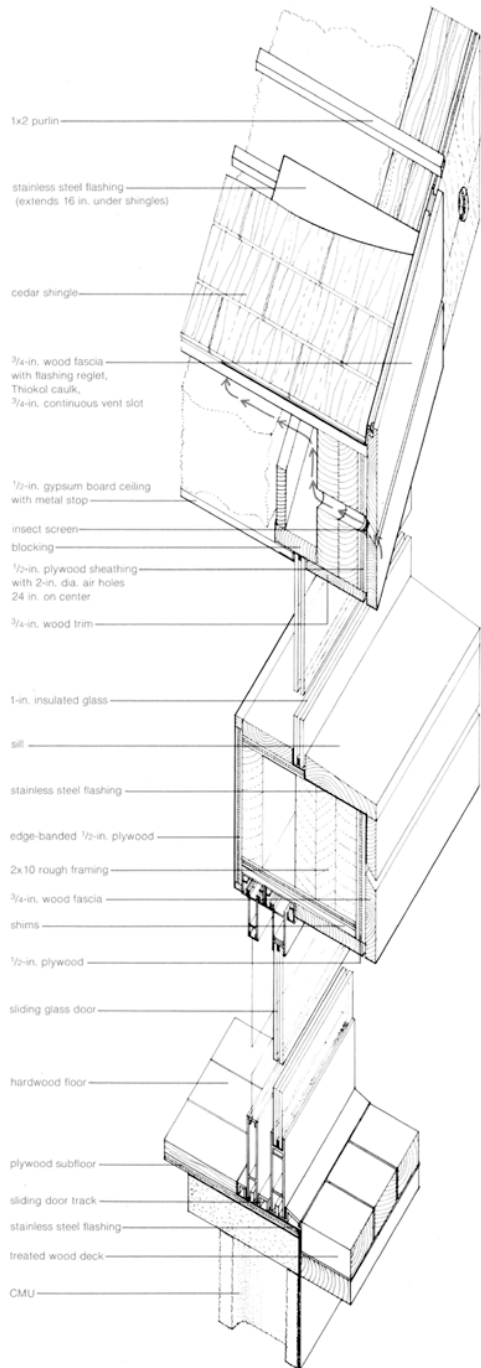 1x2 purlin
stainless steel flashing
(extends 16 in. under shingles)
cedar shingle
3/4-in. wood fascia
with flashing reglet,
Thiokol caulk,
3/4-in. continuous vent slot
1/2-in. gypsum board ceiling
with metal stop
insect screen
blocking
1/2-in. plywood sheathing
with 2-in. dia. air holes
24 in. on center
3/4-in. wood trim
1-in. insulated glass
sill
stainless steel flashing
edge-banded 1/2-in. plywood
2x10 rough framing
3/4-in. wood fascia
shims
1/2-in. plywood
sliding glass door
hardwood floor
plywood subfloor
sliding door track
stainless steel flashing
treated wood deck
CMU